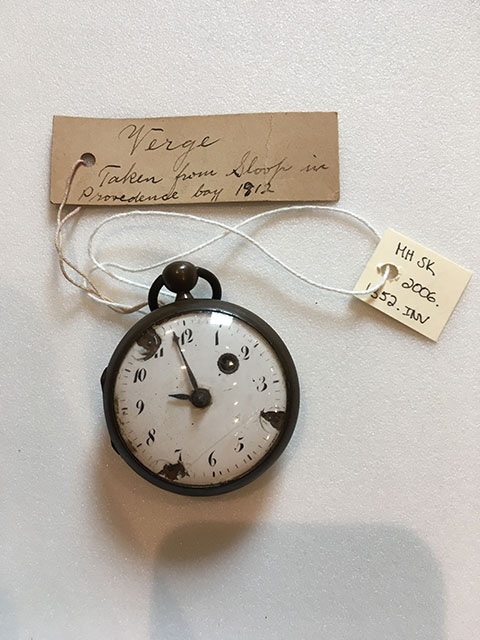 Verge
Taken from Sloop in
Provedense bay 1812
MH SK
2006.
352. INV
12
1
2
3
5
6
7
8
9
10
11